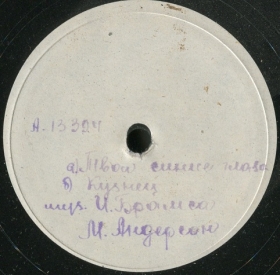 А-13324
а) Твои синие глаза
б) Кузнец
муз. И. Брамса
М. Андерсон